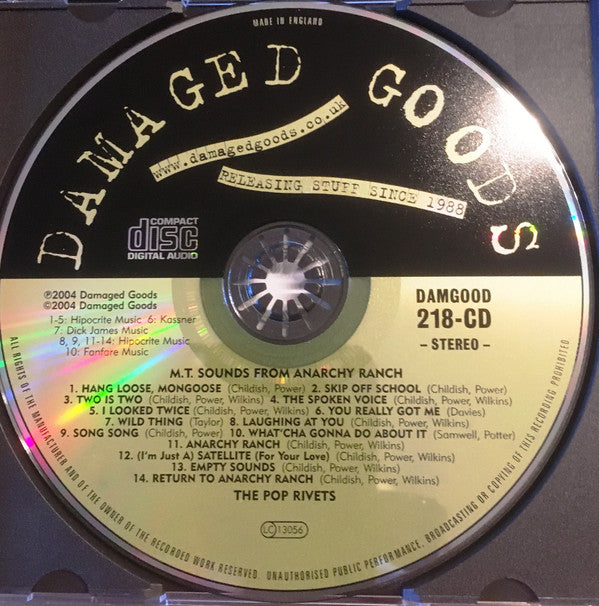 MADE IN ENGLAND
DAMAGED GOODS
www.damagedgoods.co.uk
RELEASING STUFF SINCE 1988
COMPACT
disc
DIGITAL AUDIO
℗2004 Damaged Goods
©2004 Damaged Goods
1-5: Hipocrite Music 6: Kassner
7: Dick James Music
8, 9, 11-14: Hipocrite Music
10: Fanfare Music
DAMGOOD
218-CD
– STEREO –
M.T. SOUNDS FROM ANARCHY RANCH
1. HANG LOOSE, MONGOOSE (Childish, Power) 2. SKIP OFF SCHOOL (Childish, Power)
3. TWO IS TWO (Childish, Power, Wilkins) 4. THE SPOKEN VOICE (Childish, Power, Wilkins)
5. I LOOKED TWICE (Childish, Power, Wilkins) 6. YOU REALLY GOT ME (Davies)
7. WILD THING (Taylor) 8. LAUGHING AT YOU (Childish, Power, Wilkins)
9. SONG SONG (Childish, Power) 10. WHAT'CHA GONNA DO ABOUT IT (Samwell, Potter)
11. ANARCHY RANCH (Childish, Power, Wilkins)
12. (I'm Just A) SATELLITE (For Your Love) (Childish, Power, Wilkins)
13. EMPTY SOUNDS (Childish, Power, Wilkins)
14. RETURN TO ANARCHY RANCH (Childish, Power, Wilkins)
THE POP RIVETS
LC 13056
ALL RIGHTS OF THE MANUFACTURER AND OF THE OWNER OF THE RECORDED WORK RESERVED. UNAUTHORISED PUBLIC PERFORMANCE, BROADCASTING OR COPYING OF THIS RECORDING PROHIBITED